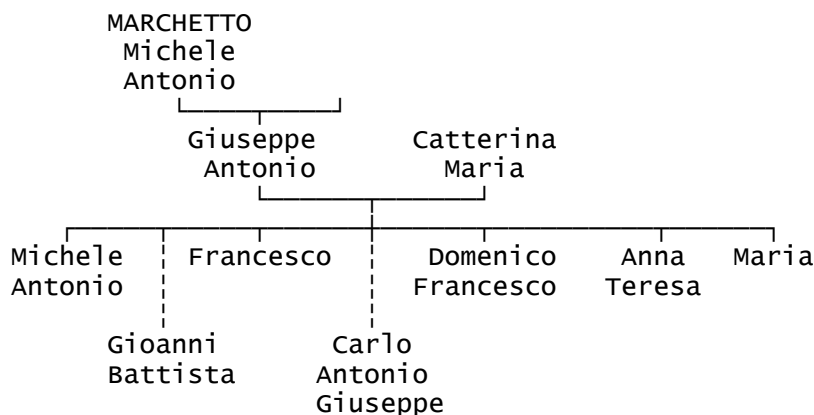 MARCHETTO
Michele
Antonio
Giuseppe Catterina
Antonio Maria
Michele Francesco Domenico Anna Maria
Antonio Francesco Teresa
Gioanni Carlo
Battista Antonio
Giuseppe